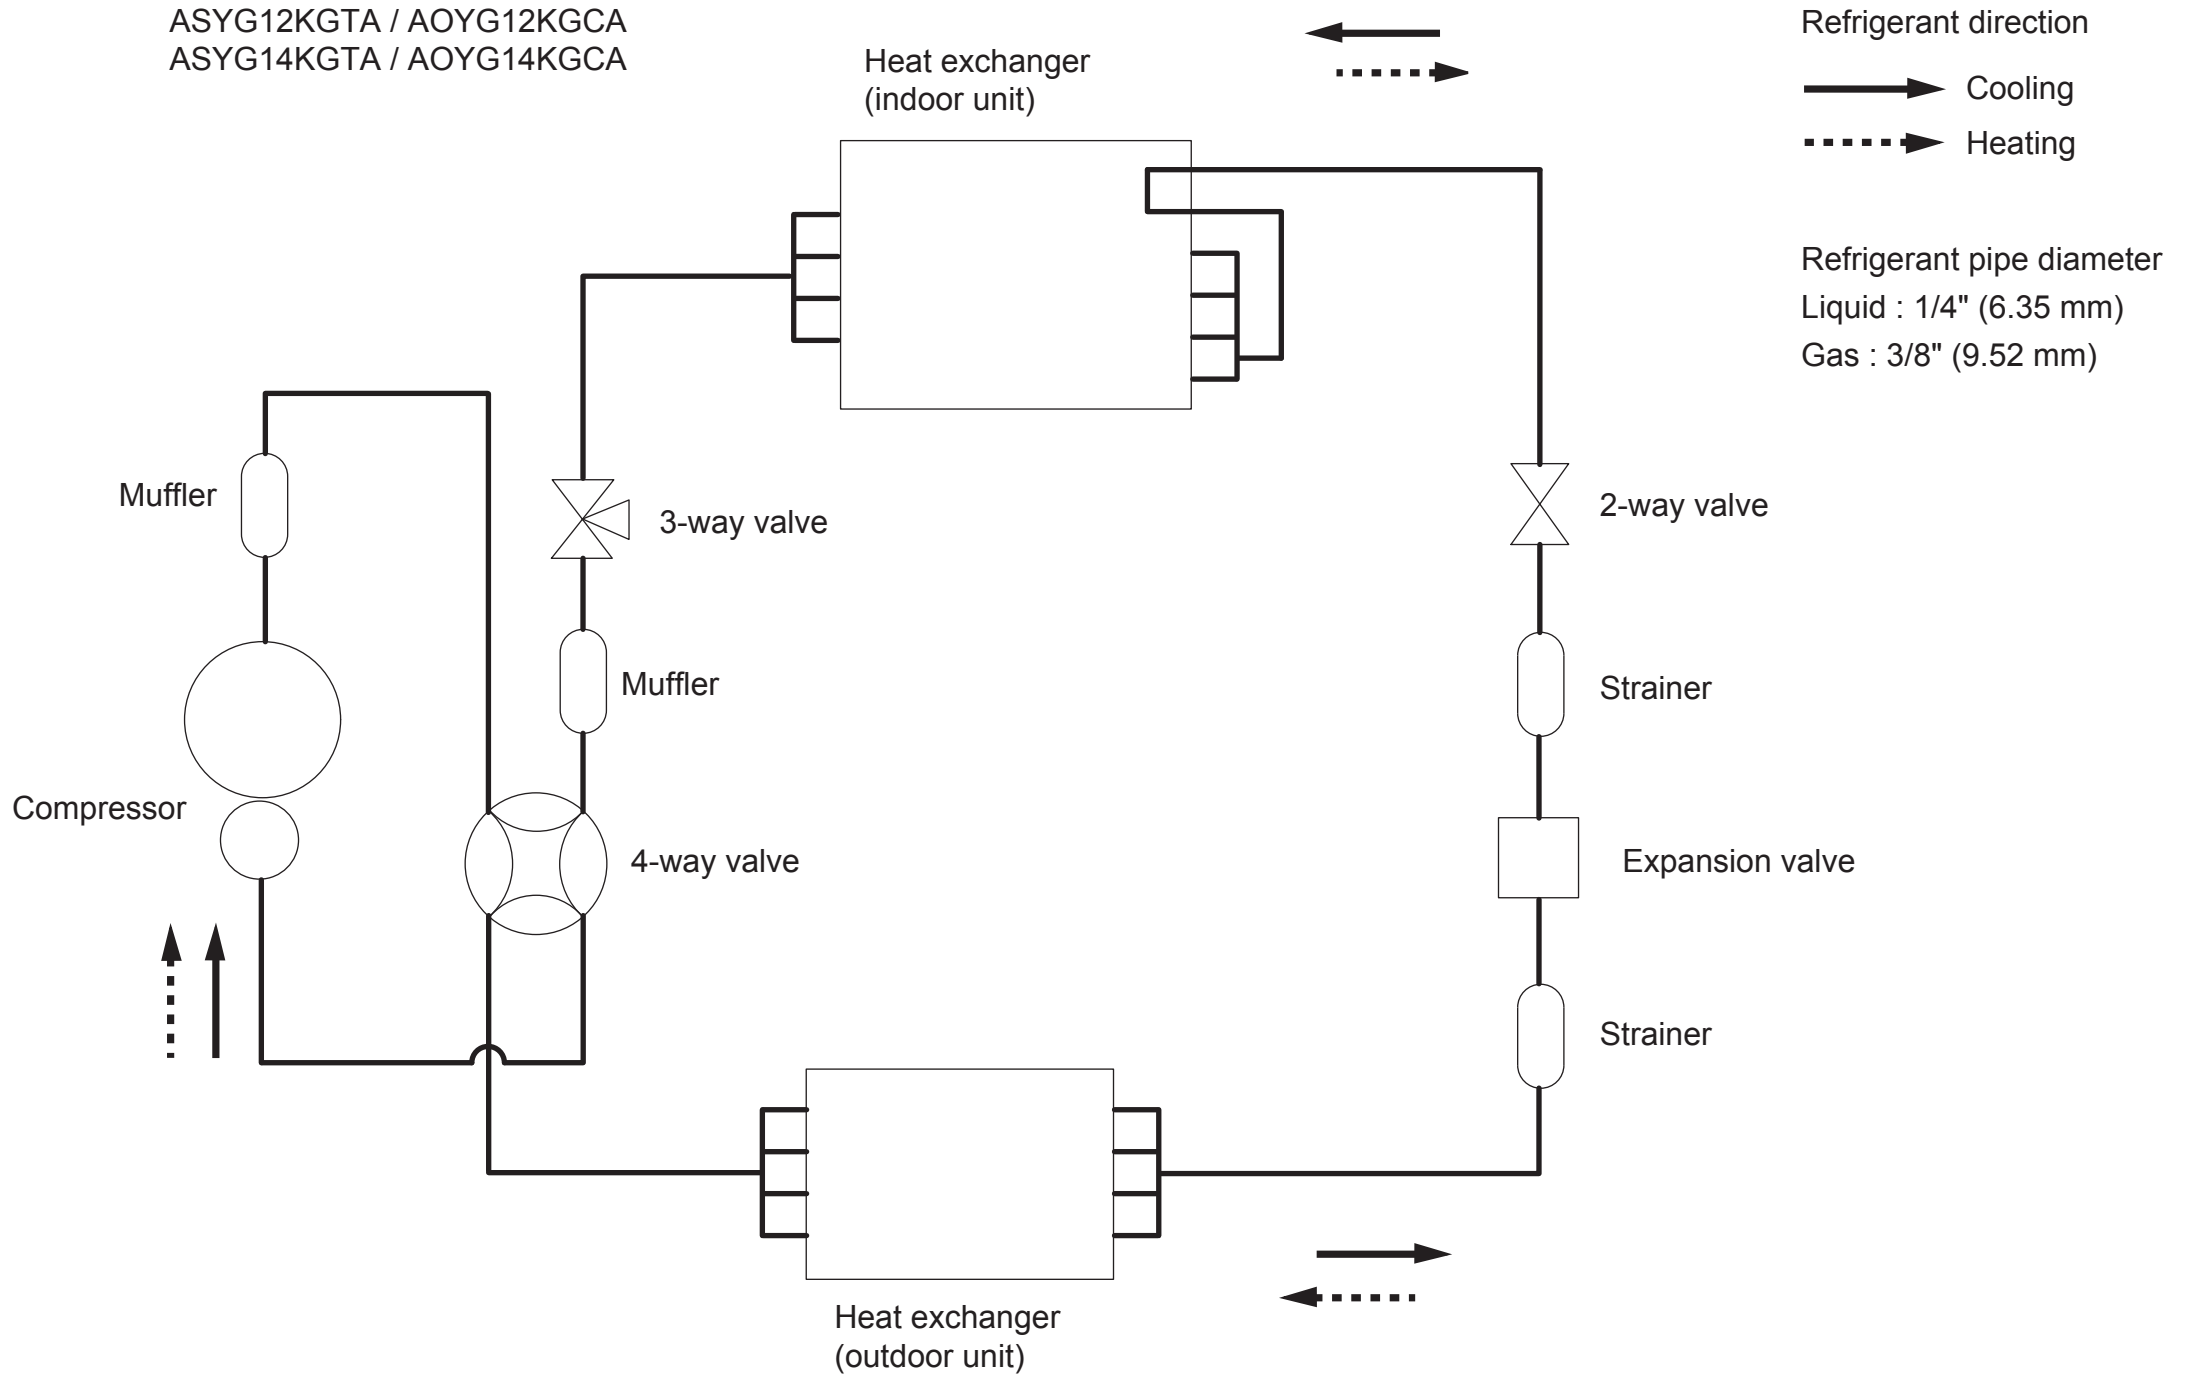 ASYG12KGTA / AOYG12KGCA
ASYG14KGTA / AOYG14KGCA
Heat exchanger
(indoor unit)
Refrigerant direction
Cooling
Heating
Refrigerant pipe diameter
Liquid : 1/4" (6.35 mm)
Gas : 3/8" (9.52 mm)
Muffler
3-way valve
2-way valve
Muffler
Strainer
Compressor
4-way valve
Expansion valve
Strainer
Heat exchanger
(outdoor unit)